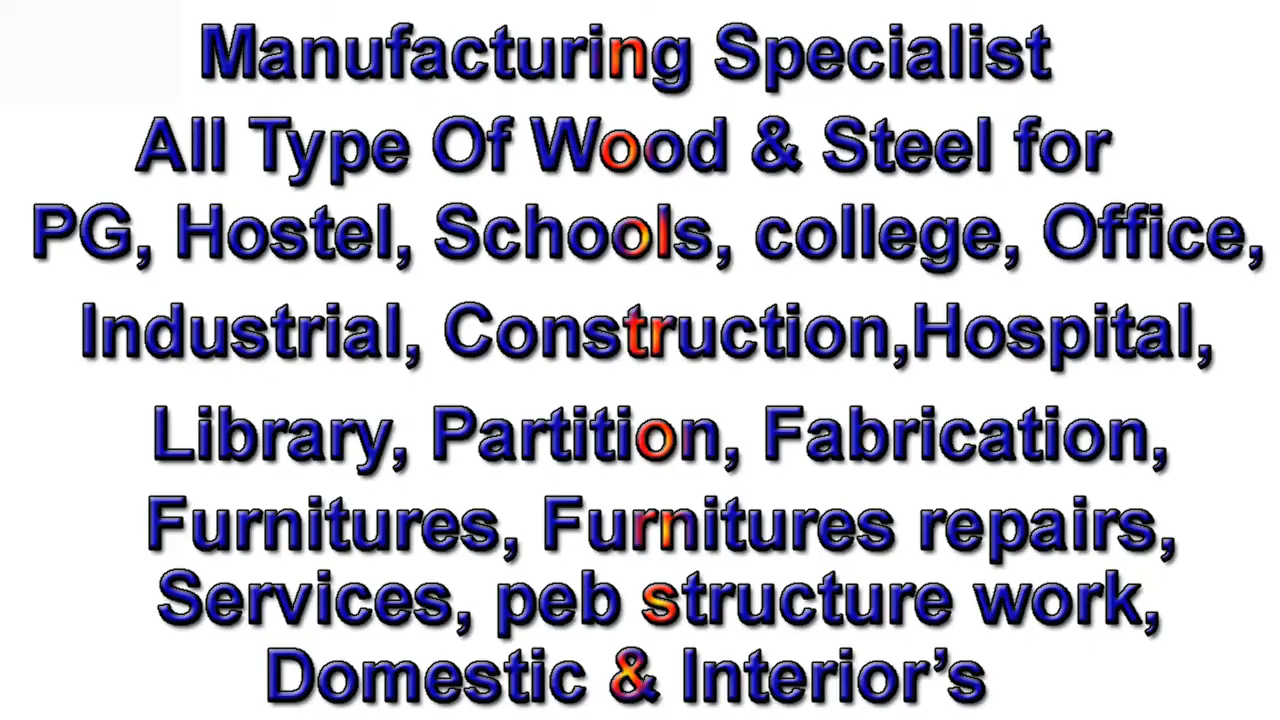 Manufacturing Specialist
All Type Of Wood & Steel for
PG, Hostel, Schools, college, Office,
Industrial, Construction,Hospital,
Library, Partition, Fabrication,
Furnitures, Furnitures repairs,
Services, peb structure work,
Domestic & Interior’s